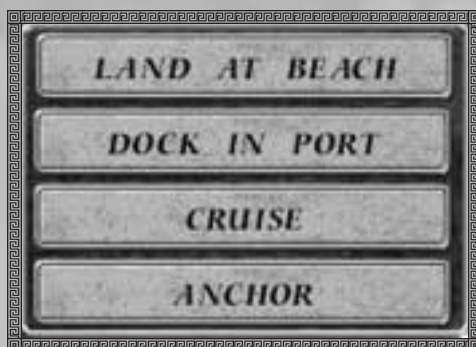 LAND AT BEACH
DOCK IN PORT
CRUISE
ANCHOR